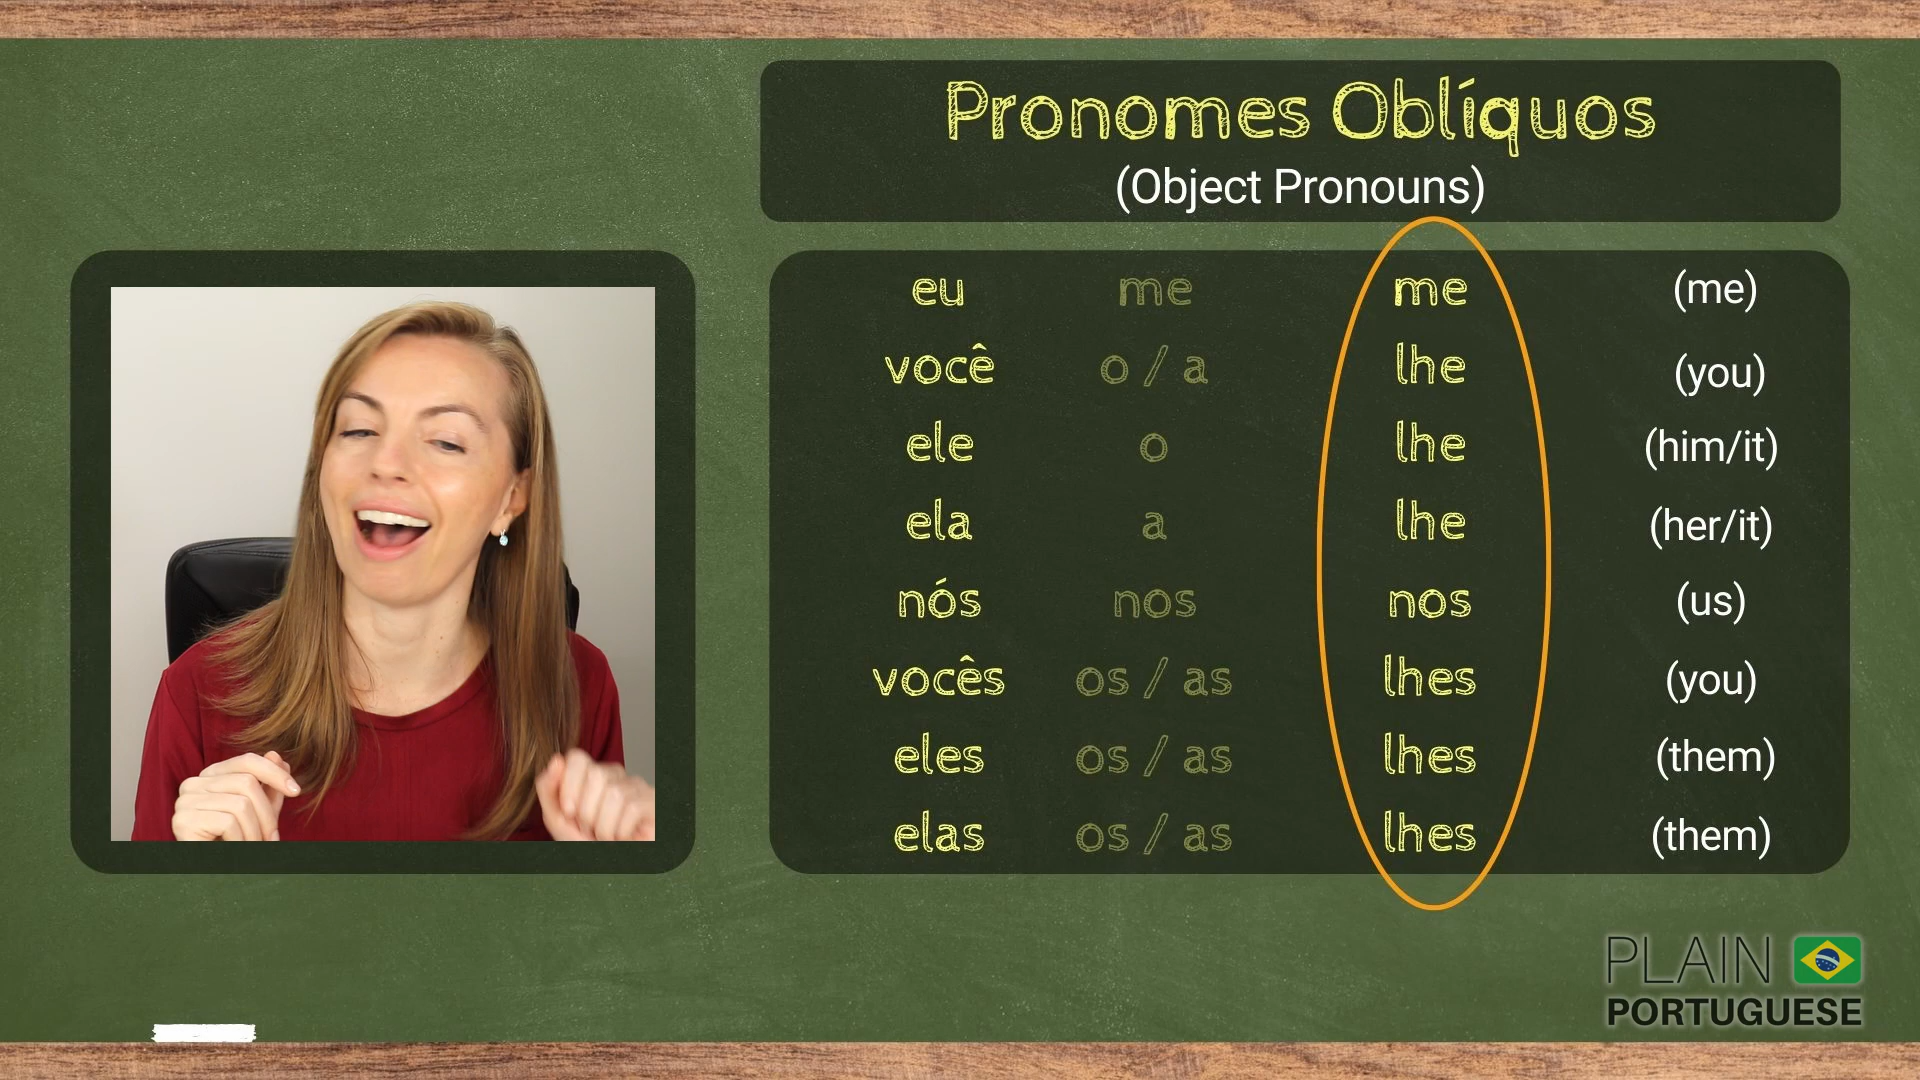 Pronomes Oblíquos
(Object Pronouns)
eu me me (me)
você o / a lhe (you)
ele o lhe (him/it)
ela a lhe (her/it)
nós nos nos (us)
vocês os / as lhes (you)
eles os / as lhes (them)
elas os / as lhes (them)
PLAIN
PORTUGUESE